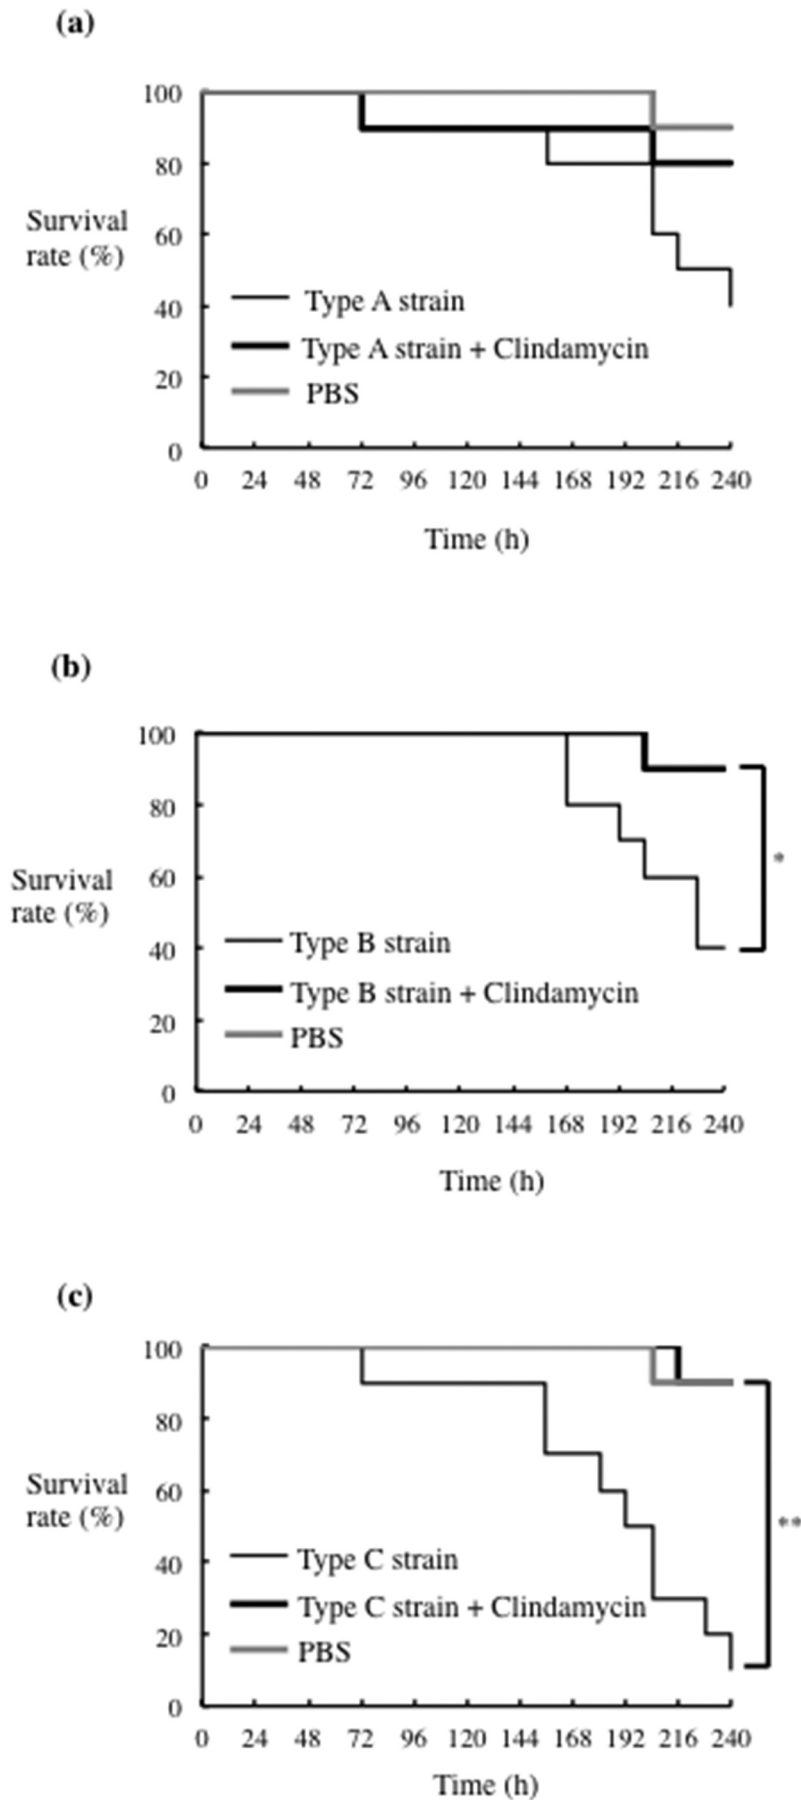 (a)
100
80
Survival
rate (%)
60
40
20
0
Type A strain
Type A strain + Clindamycin
PBS
0 24 48 72 96 120 144 168 192 216 240
Time (h)
(b)
100
80
Survival
rate (%)
60
40
20
0
Type B strain
Type B strain + Clindamycin
PBS
*
0 24 48 72 96 120 144 168 192 216 240
Time (h)
(c)
100
80
Survival
rate (%)
60
40
20
0
Type C strain
Type C strain + Clindamycin
PBS
**
0 24 48 72 96 120 144 168 192 216 240
Time (h)